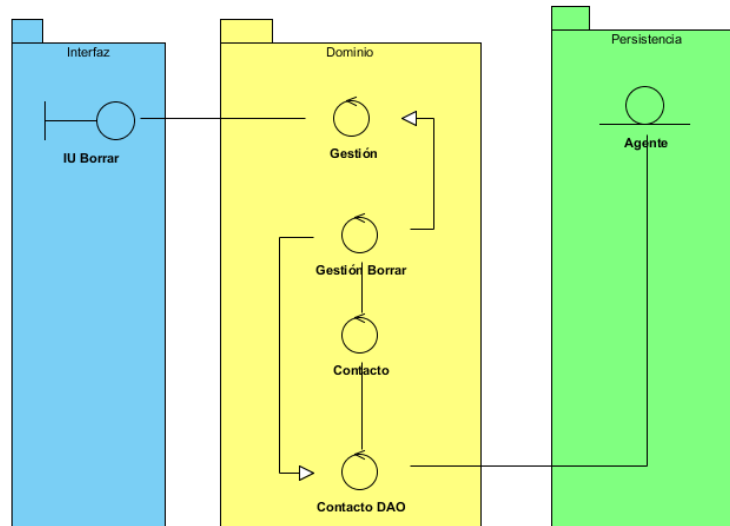 Interfaz
Dominio
Persistencia
IU Borrar
Gestión
Agente
Gestión Borrar
Contacto
Contacto DAO